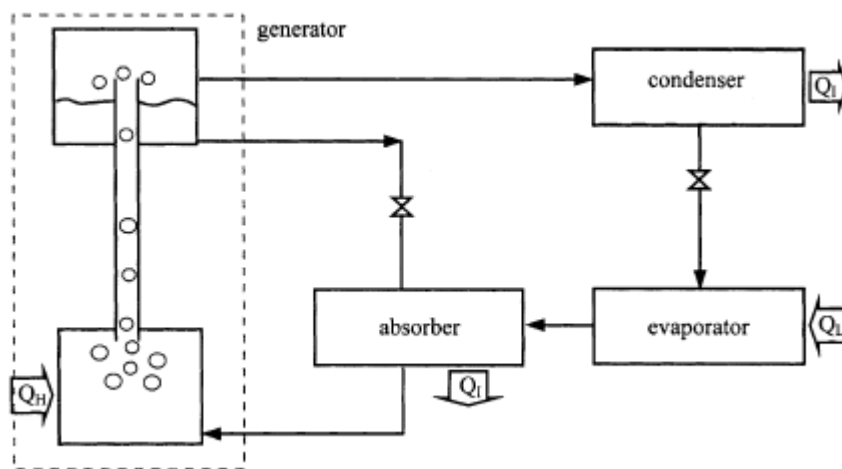 generator
condenser
Q_I
absorber
evaporator
Q_L
Q_H
Q_I